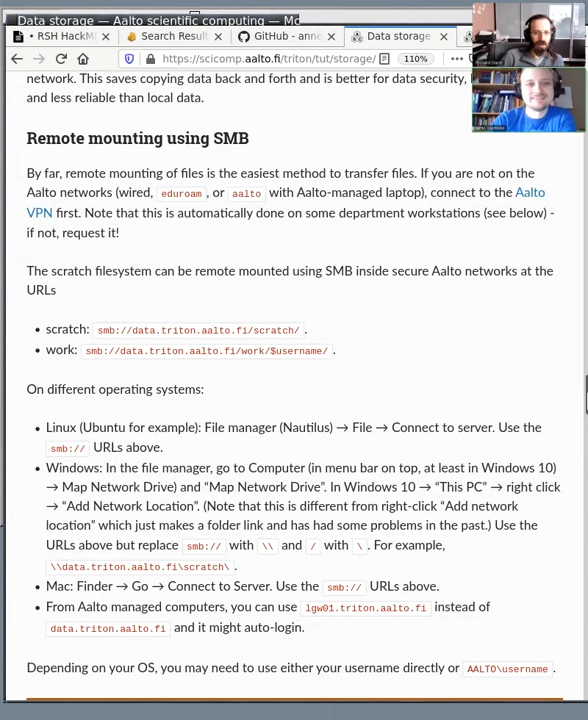 Data storage — Aalto scientific computing — Mo
• RSH HackM
Search Result
GitHub - anne
Data storage
https://scicomp.aalto.fi/triton/tut/storage/
110%
network. This saves copying data back and forth and is better for data security,
and less reliable than local data.
Remote mounting using SMB
By far, remote mounting of files is the easiest method to transfer files. If you are not on the
Aalto networks (wired, eduroam, or aalto with Aalto-managed laptop), connect to the Aalto
VPN first. Note that this is automatically done on some department workstations (see below) -
if not, request it!
The scratch filesystem can be remote mounted using SMB inside secure Aalto networks at the
URLs
• scratch: smb://data.triton.aalto.fi/scratch/.
• work: smb://data.triton.aalto.fi/work/$username/.
On different operating systems:
• Linux (Ubuntu for example): File manager (Nautilus) → File → Connect to server. Use the
smb:// URLs above.
• Windows: In the file manager, go to Computer (in menu bar on top, at least in Windows 10)
→ Map Network Drive) and “Map Network Drive”. In Windows 10 → “This PC” → right click
→ “Add Network Location”. (Note that this is different from right-click “Add network
location” which just makes a folder link and has had some problems in the past.) Use the
URLs above but replace smb:// with \\ and / with \. For example,
\\data.triton.aalto.fi\scratch\.
• Mac: Finder → Go → Connect to Server. Use the smb:// URLs above.
• From Aalto managed computers, you can use lgw01.triton.aalto.fi instead of
data.triton.aalto.fi and it might auto-login.
Depending on your OS, you may need to use either your username directly or AALTO\username.